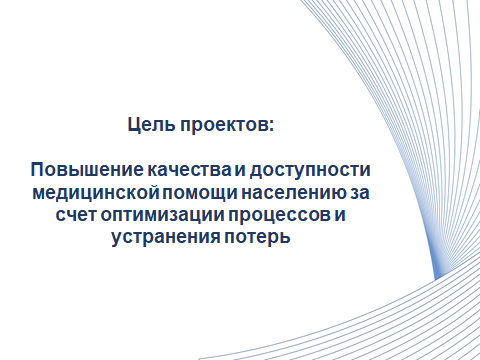 Цель проектов:
Повышение качества и доступности
медицинской помощи населению за
счет оптимизации процессов и
устранения потерь